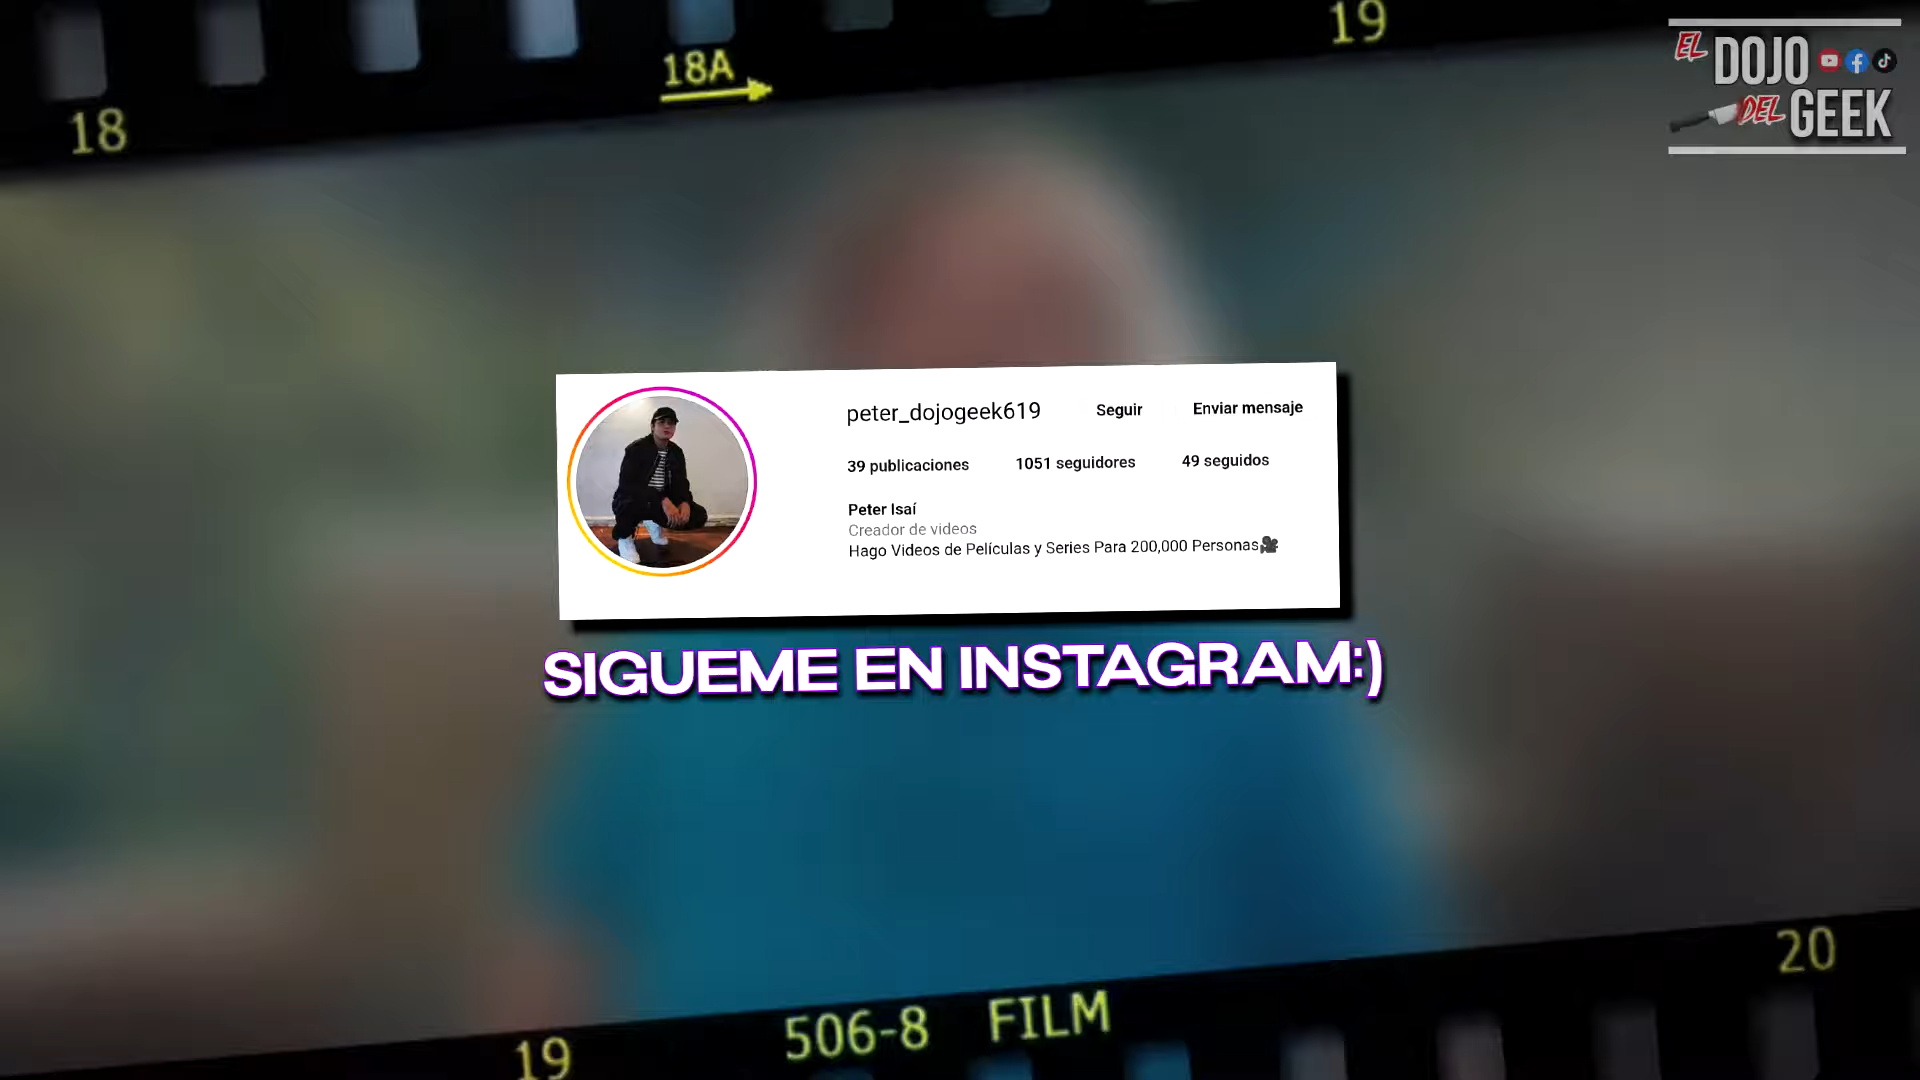 18
18A
19
EL DOJO
DEL GEEK
peter_dojogeek619 Seguir Enviar mensaje
39 publicaciones 1051 seguidores 49 seguidos
Peter Isaí
Creador de videos
Hago Videos de Películas y Series Para 200,000 Personas🎥
SIGUEME EN INSTAGRAM:)
20
19
506-8 FILM